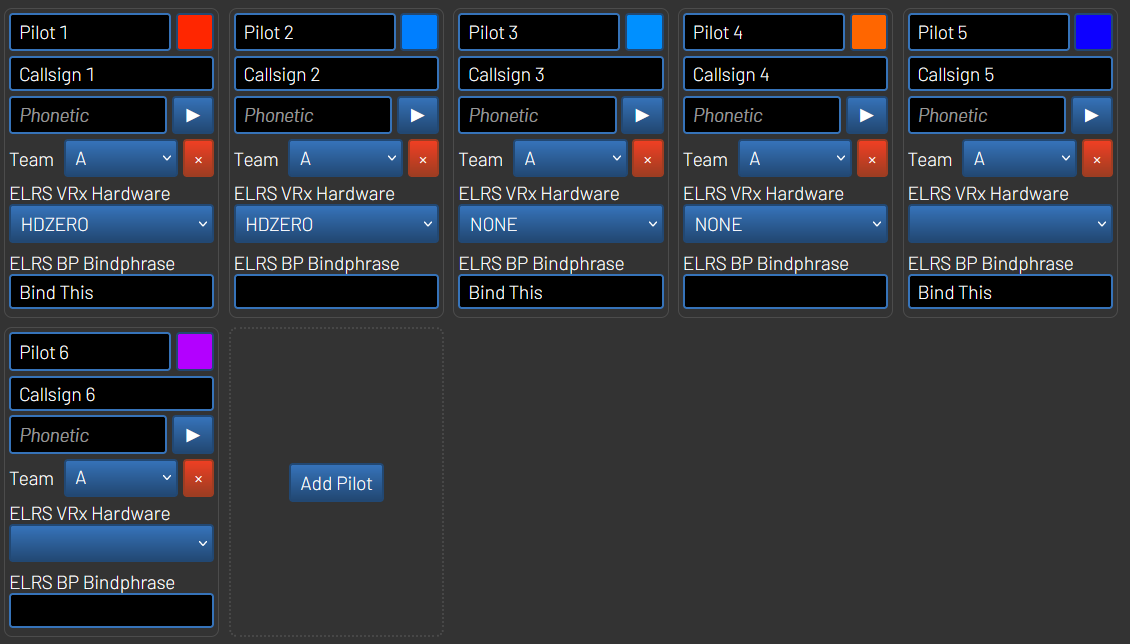 Pilot 1
Callsign 1
Phonetic
Team A ×
ELRS VRx Hardware
HDZERO
ELRS BP Bindphrase
Bind This
Pilot 2
Callsign 2
Phonetic
Team A ×
ELRS VRx Hardware
HDZERO
ELRS BP Bindphrase
Pilot 3
Callsign 3
Phonetic
Team A ×
ELRS VRx Hardware
NONE
ELRS BP Bindphrase
Bind This
Pilot 4
Callsign 4
Phonetic
Team A ×
ELRS VRx Hardware
NONE
ELRS BP Bindphrase
Pilot 5
Callsign 5
Phonetic
Team A ×
ELRS VRx Hardware
ELRS BP Bindphrase
Bind This
Pilot 6
Callsign 6
Phonetic
Team A ×
ELRS VRx Hardware
ELRS BP Bindphrase
Add Pilot